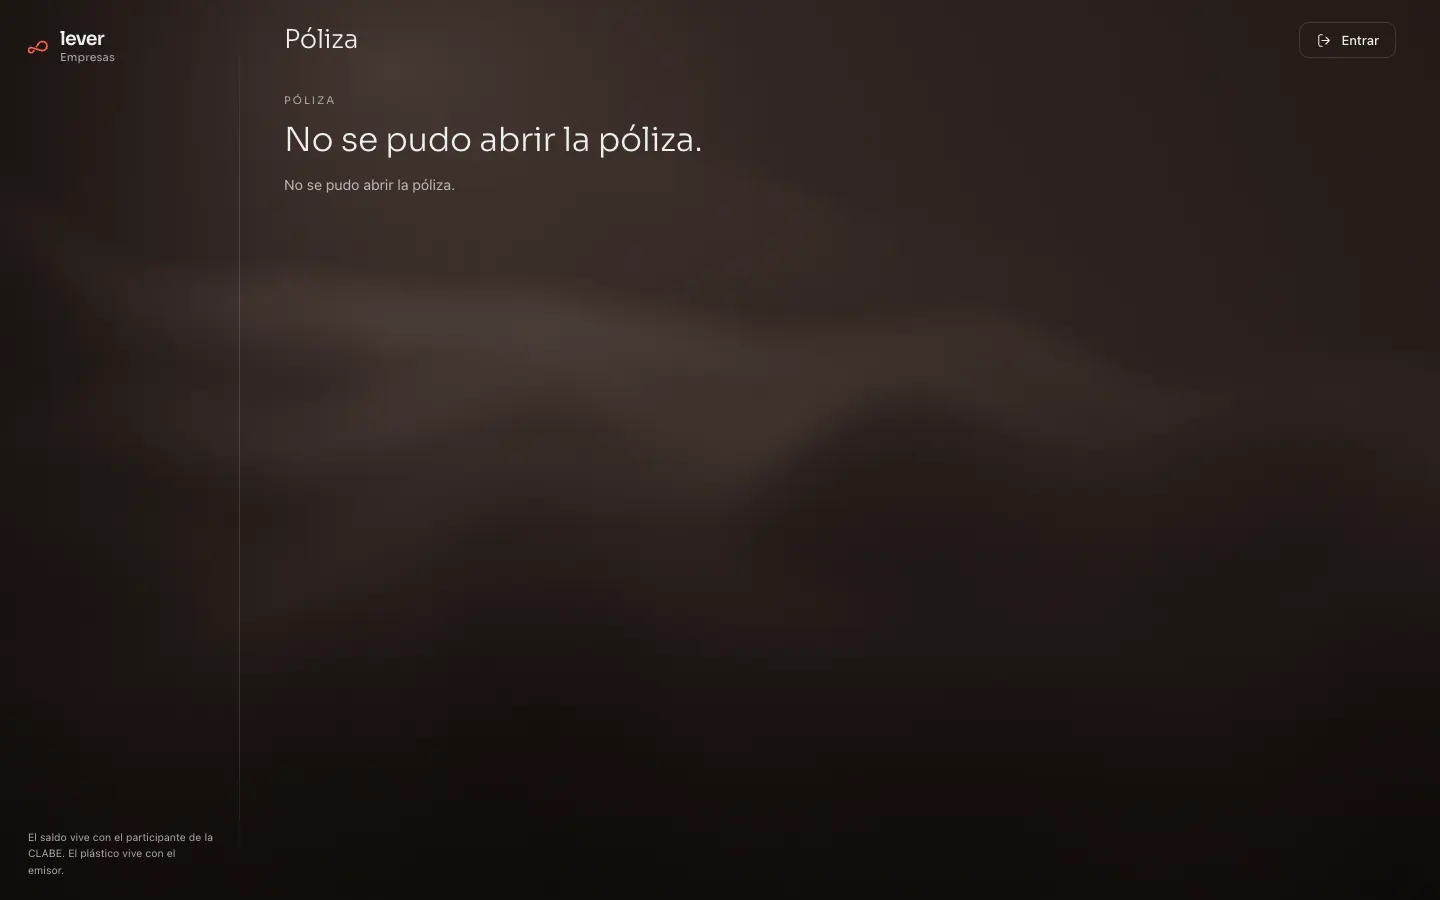 lever
Empresas
Póliza
Entrar
PÓLIZA
No se pudo abrir la póliza.
No se pudo abrir la póliza.
El saldo vive con el participante de la
CLABE. El plástico vive con el
emisor.